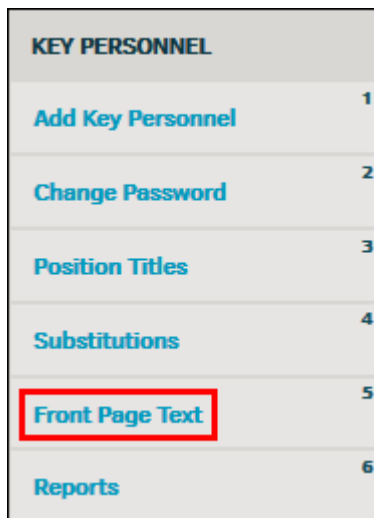 KEY PERSONNEL
Add Key Personnel 1
Change Password 2
Position Titles 3
Substitutions 4
Front Page Text 5
Reports 6